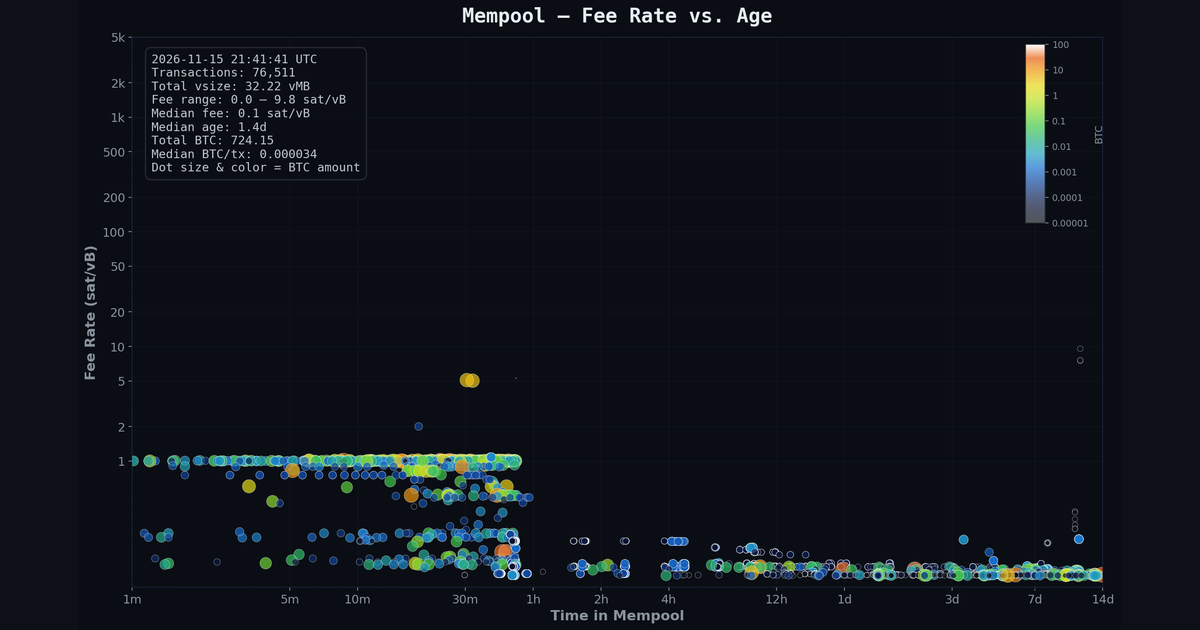 Mempool — Fee Rate vs. Age
2026-11-15 21:41:41 UTC
Transactions: 76,511
Total vsize: 32.22 vMB
Fee range: 0.0 — 9.8 sat/vB
Median fee: 0.1 sat/vB
Median age: 1.4d
Total BTC: 724.15
Median BTC/tx: 0.000034
Dot size & color = BTC amount
100
10
1
0.1
0.01
0.001
0.0001
0.00001
BTC
Fee Rate (sat/vB)
5k
2k
1k
500
200
100
50
20
10
5
2
1
1m 5m 10m 30m 1h 2h 4h 12h 1d 3d 7d 14d
Time in Mempool